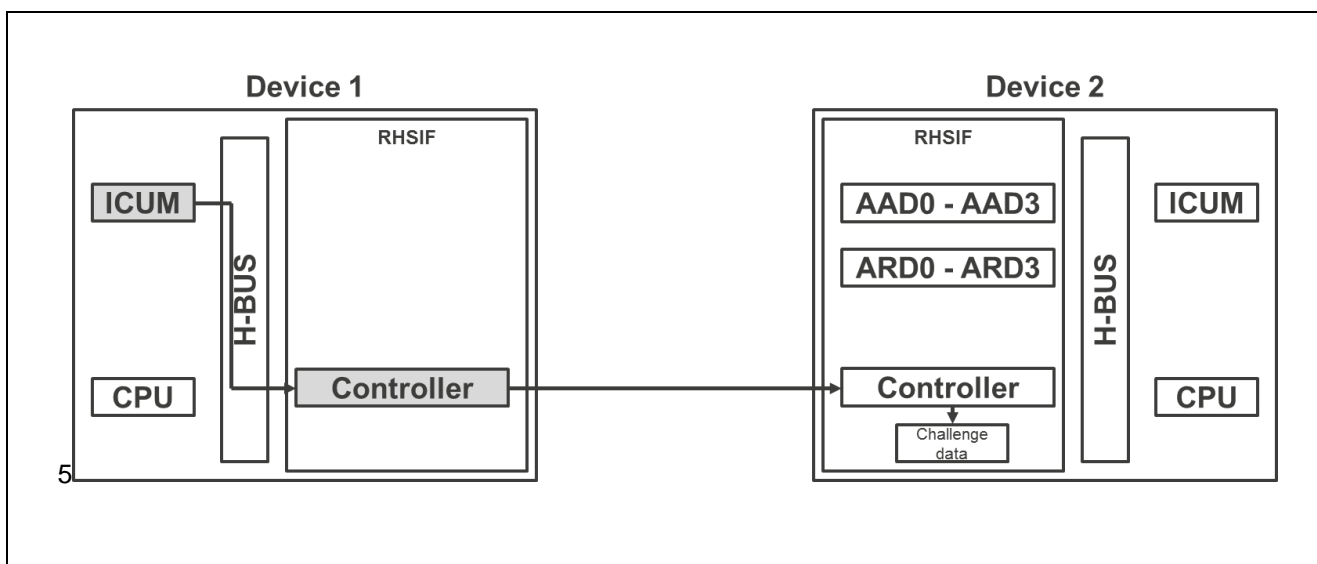 Device 1
RHSIF
ICUM
H-BUS
CPU
Controller
5
Device 2
RHSIF
AAD0 - AAD3
ARD0 - ARD3
Controller
Challenge
data
H-BUS
ICUM
CPU